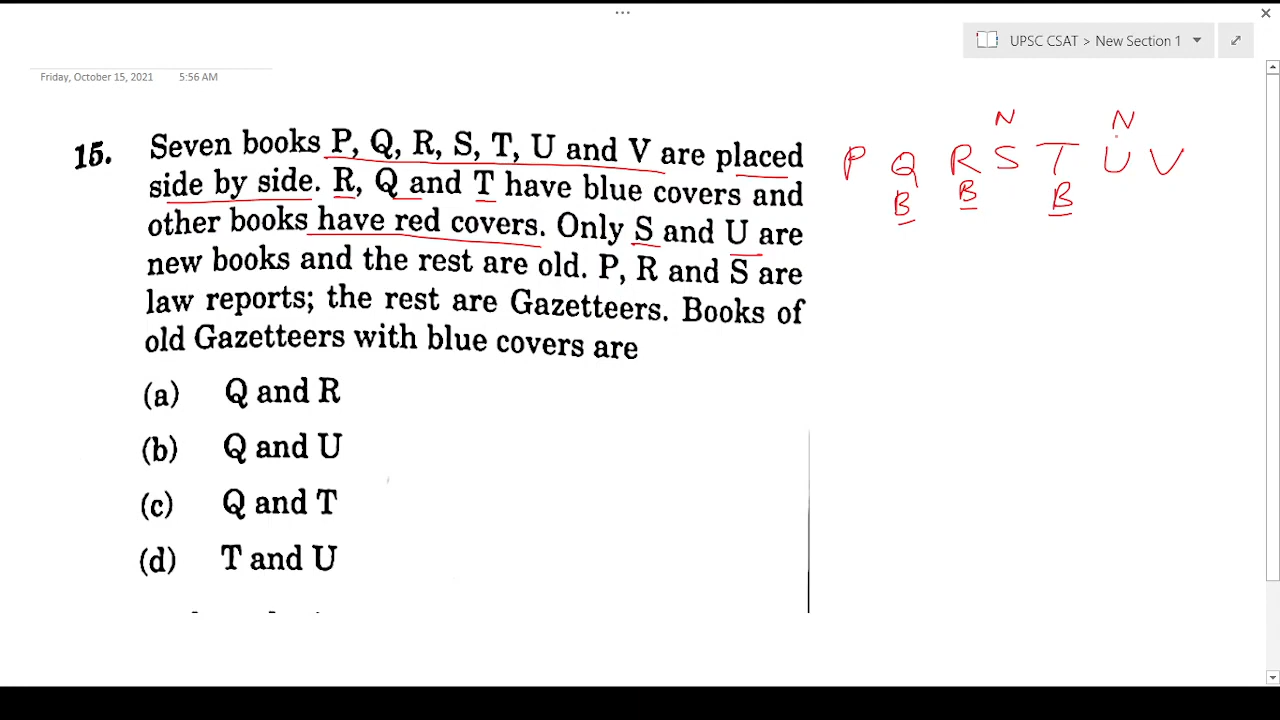 UPSC CSAT > New Section 1
Friday, October 15, 2021 5:56 AM
15. Seven books P, Q, R, S, T, U and V are placed
side by side. R, Q and T have blue covers and
other books have red covers. Only S and U are
new books and the rest are old. P, R and S are
law reports; the rest are Gazetteers. Books of
old Gazetteers with blue covers are
(a) Q and R
(b) Q and U
(c) Q and T
(d) T and U
N N
P Q R S T U V
B B B